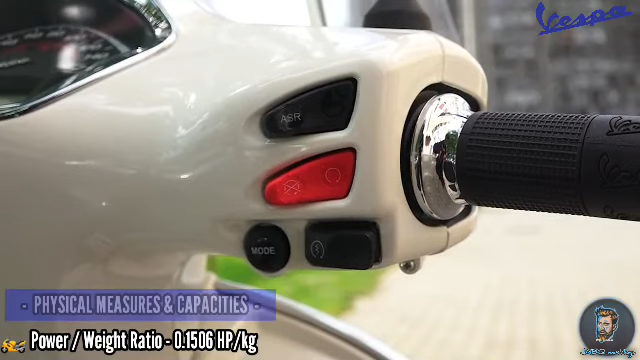 Vespa
ASR
MODE
- PHYSICAL MEASURES & CAPACITIES -
Power / Weight Ratio - 0.1506 HP/kg